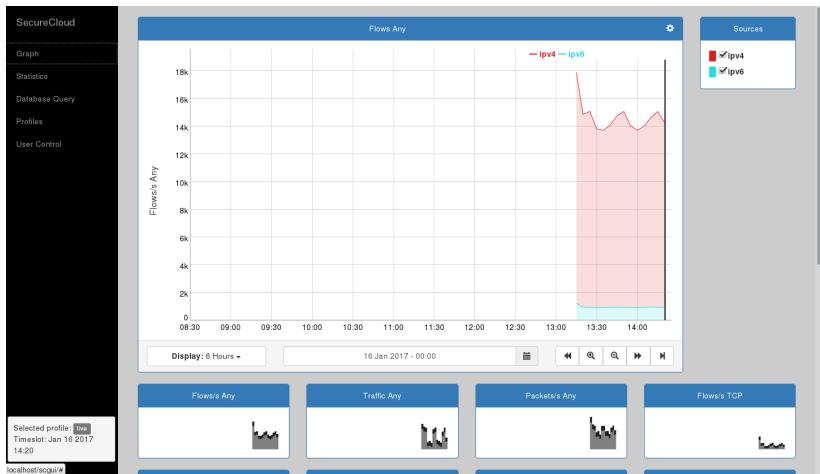 SecureCloud
Graph
Statistics
Database Query
Profiles
User Control
Selected profile: live
Timeslot: Jan 16 2017
14:20
localhost/scgui/#
Flows Any
ipv4 ipv6
Flows/s Any
18k
16k
14k
12k
10k
8k
6k
4k
2k
0
08:30 09:00 09:30 10:00 10:30 11:00 11:30 12:00 12:30 13:00 13:30 14:00
Display: 6 Hours
16 Jan 2017 - 00:00
Sources
ipv4
ipv6
Flows/s Any
Traffic Any
Packets/s Any
Flows/s TCP